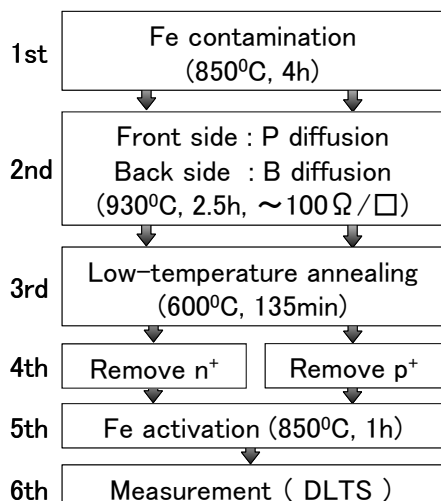 1st Fe contamination
(850⁰C, 4h)
2nd Front side : P diffusion
Back side : B diffusion
(930⁰C, 2.5h, ～100Ω/□)
3rd Low-temperature annealing
(600⁰C, 135min)
4th Remove n⁺ Remove p⁺
5th Fe activation (850⁰C, 1h)
6th Measurement ( DLTS )